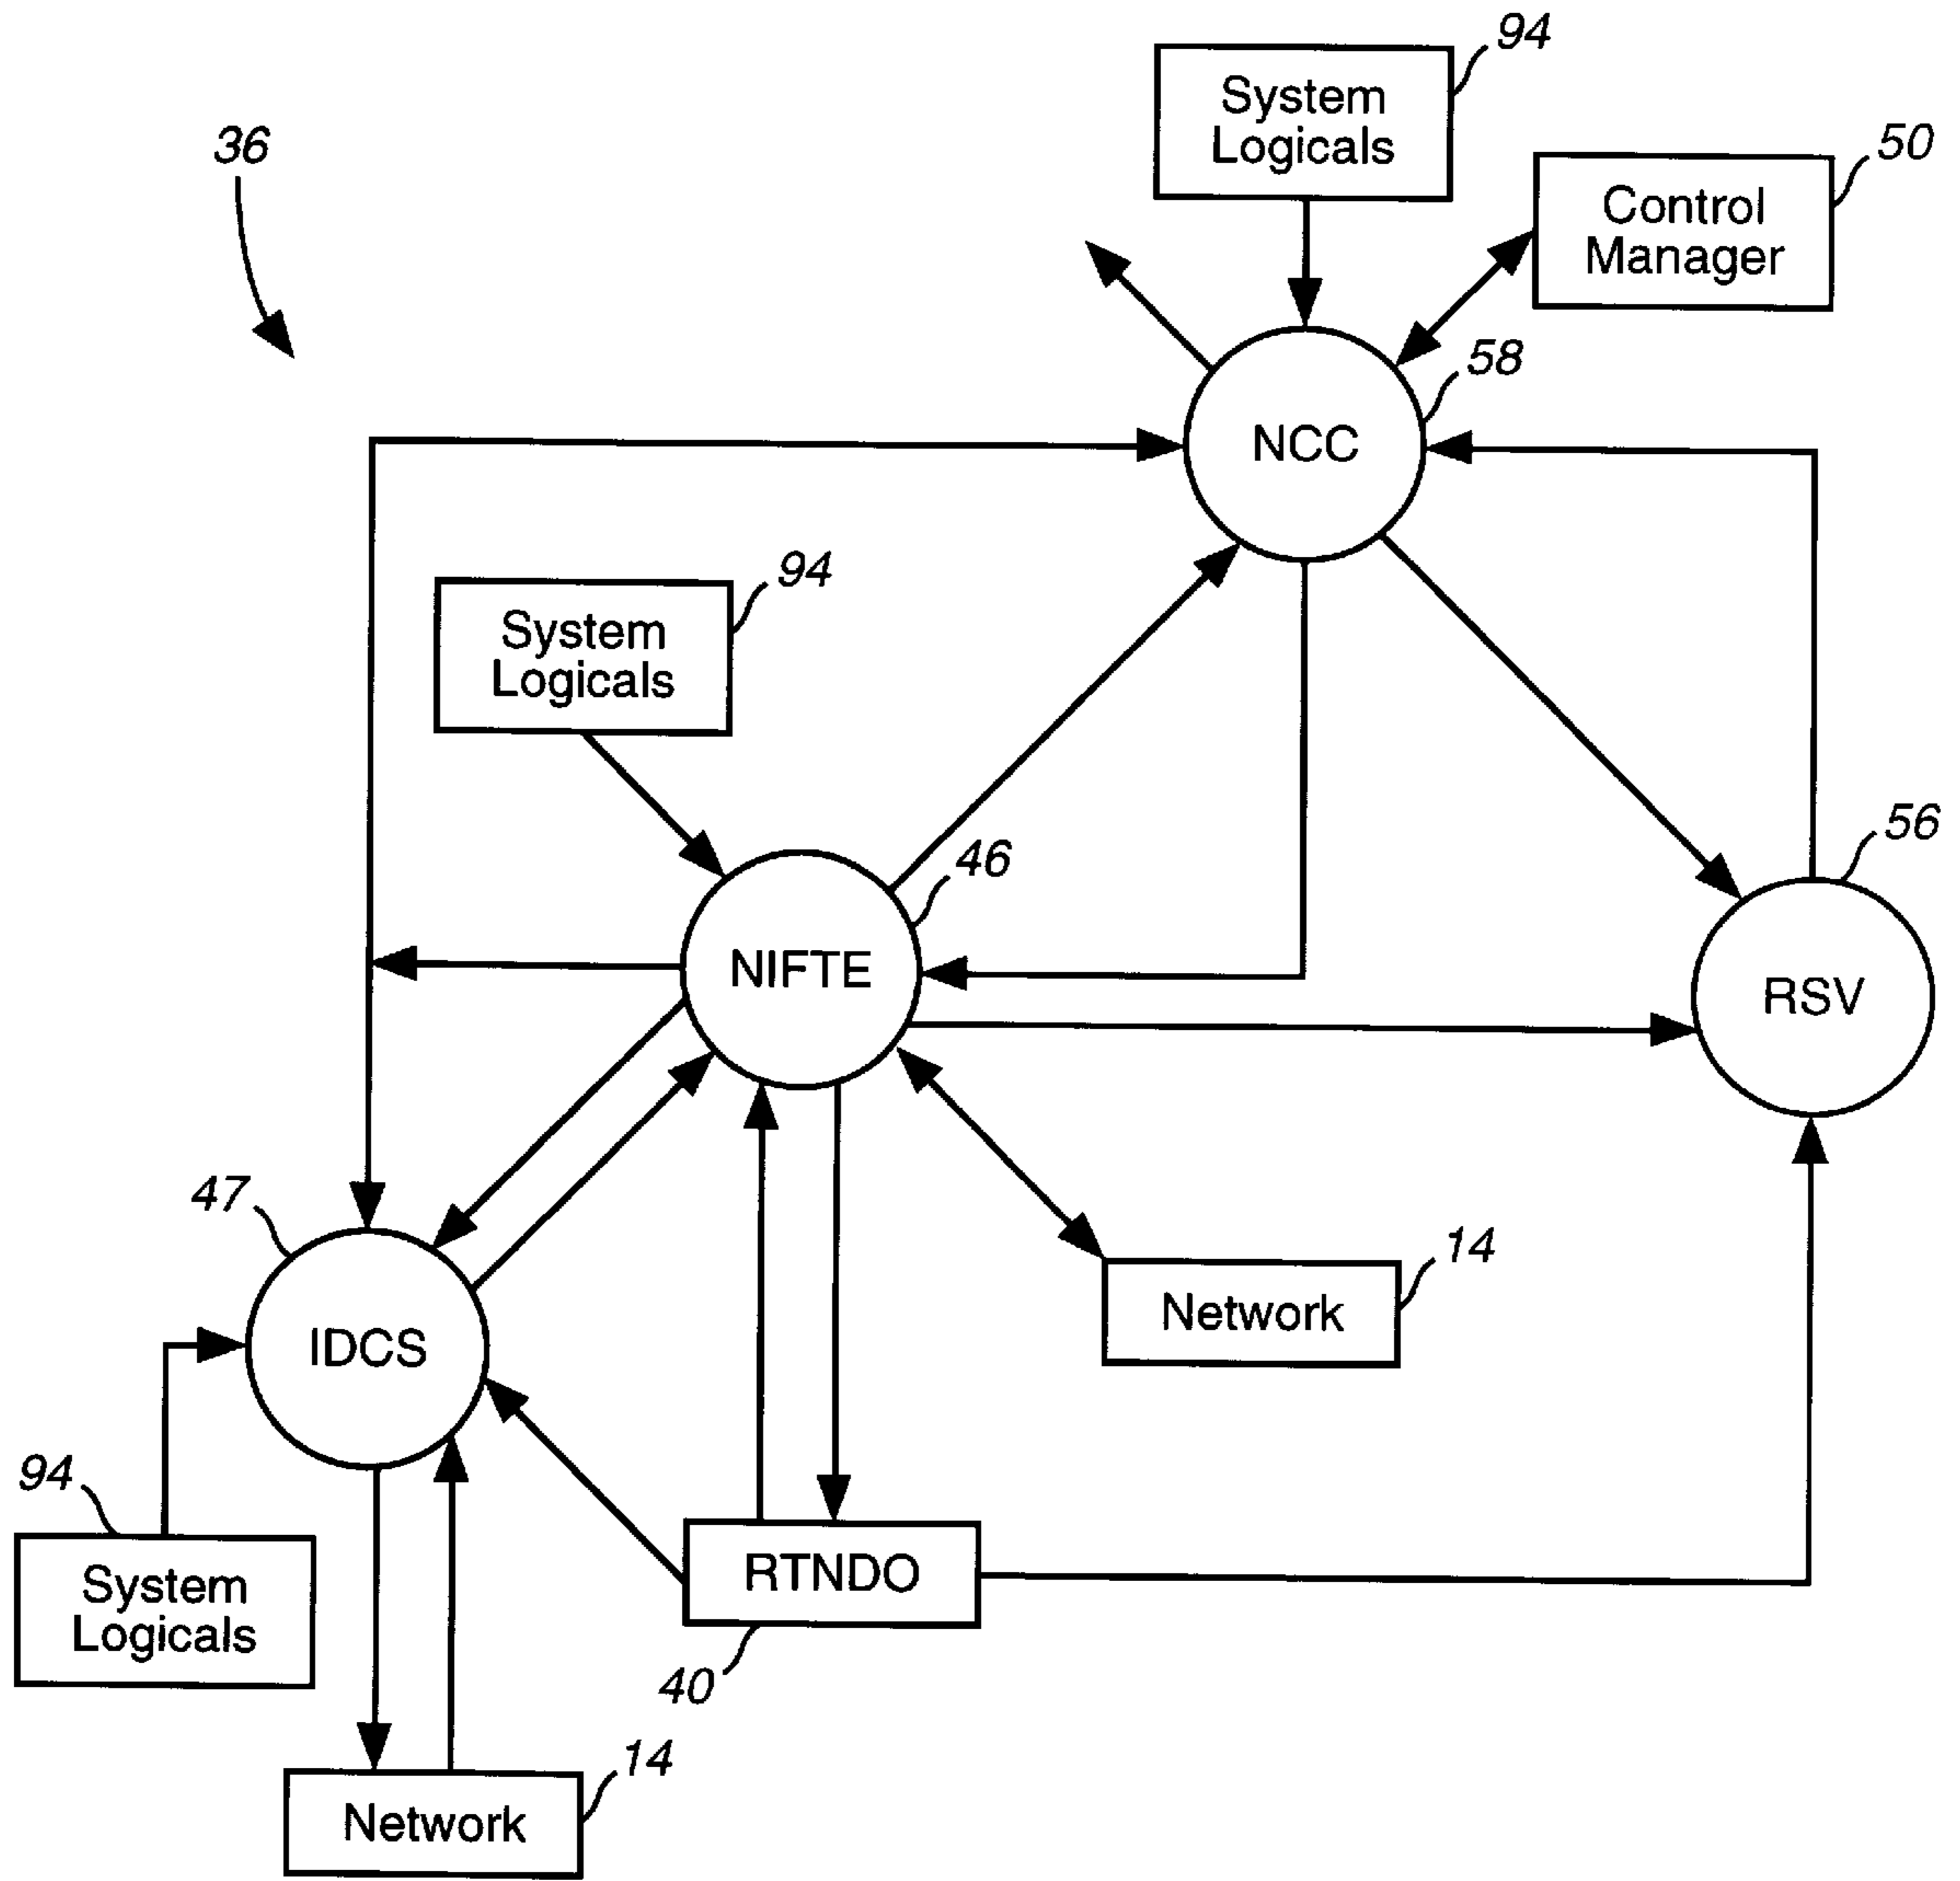 94
System
Logicals
36
50
Control
Manager
58
NCC
94
System
Logicals
56
46
NIFTE
RSV
47
14
IDCS
Network
94
RTNDO
System
Logicals
40
14
Network